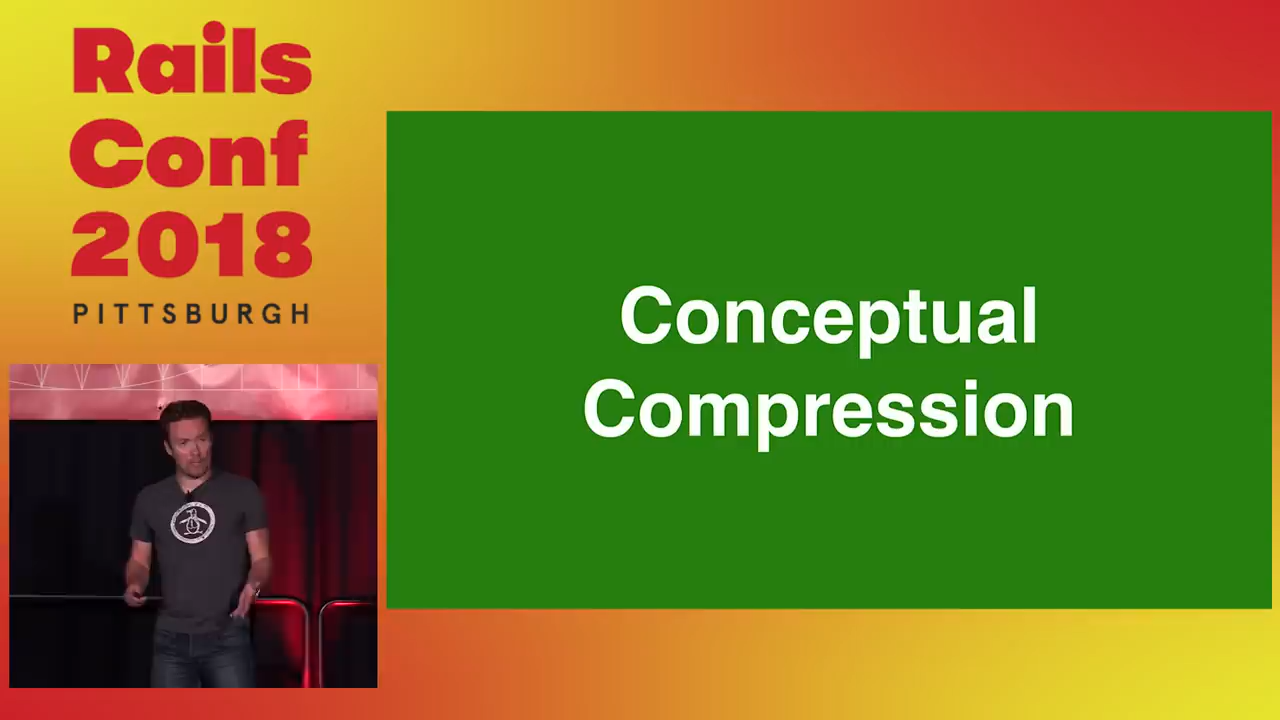 Rails
Conf
2018
PITTSBURGH
Conceptual
Compression